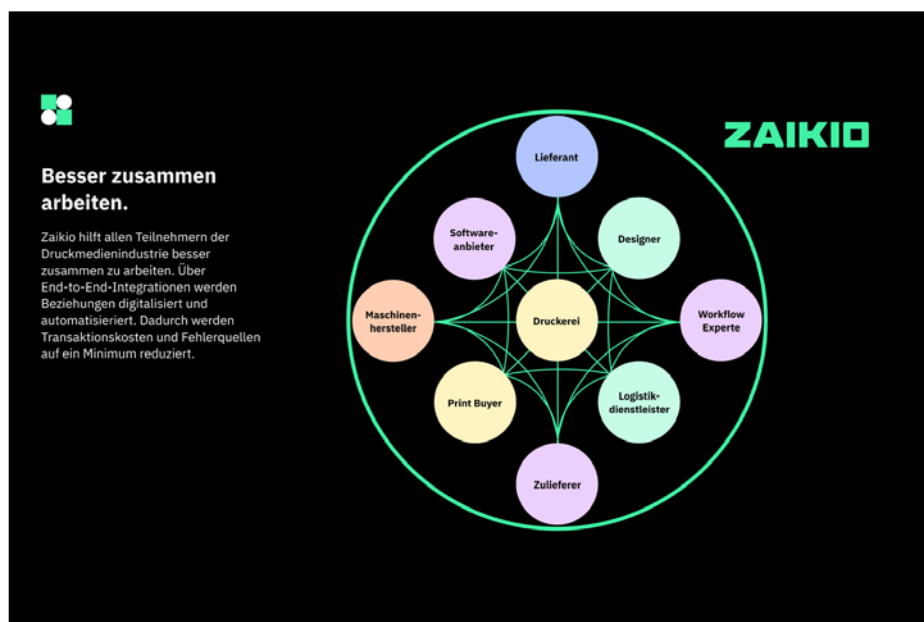 Besser zusammen
arbeiten.
Zaikio hilft allen Teilnehmern der
Druckmedienindustrie besser
zusammen zu arbeiten. Über
End-to-End-Integrationen werden
Beziehungen digitalisiert und
automatisieriert. Dadurch werden
Transaktionskosten und Fehlerquellen
auf ein Minimum reduziert.
ZAIKIO
Lieferant
Software-
anbieter
Designer
Maschinen-
hersteller
Druckerei
Workflow
Experte
Print Buyer
Logistik-
dienstleister
Zulieferer